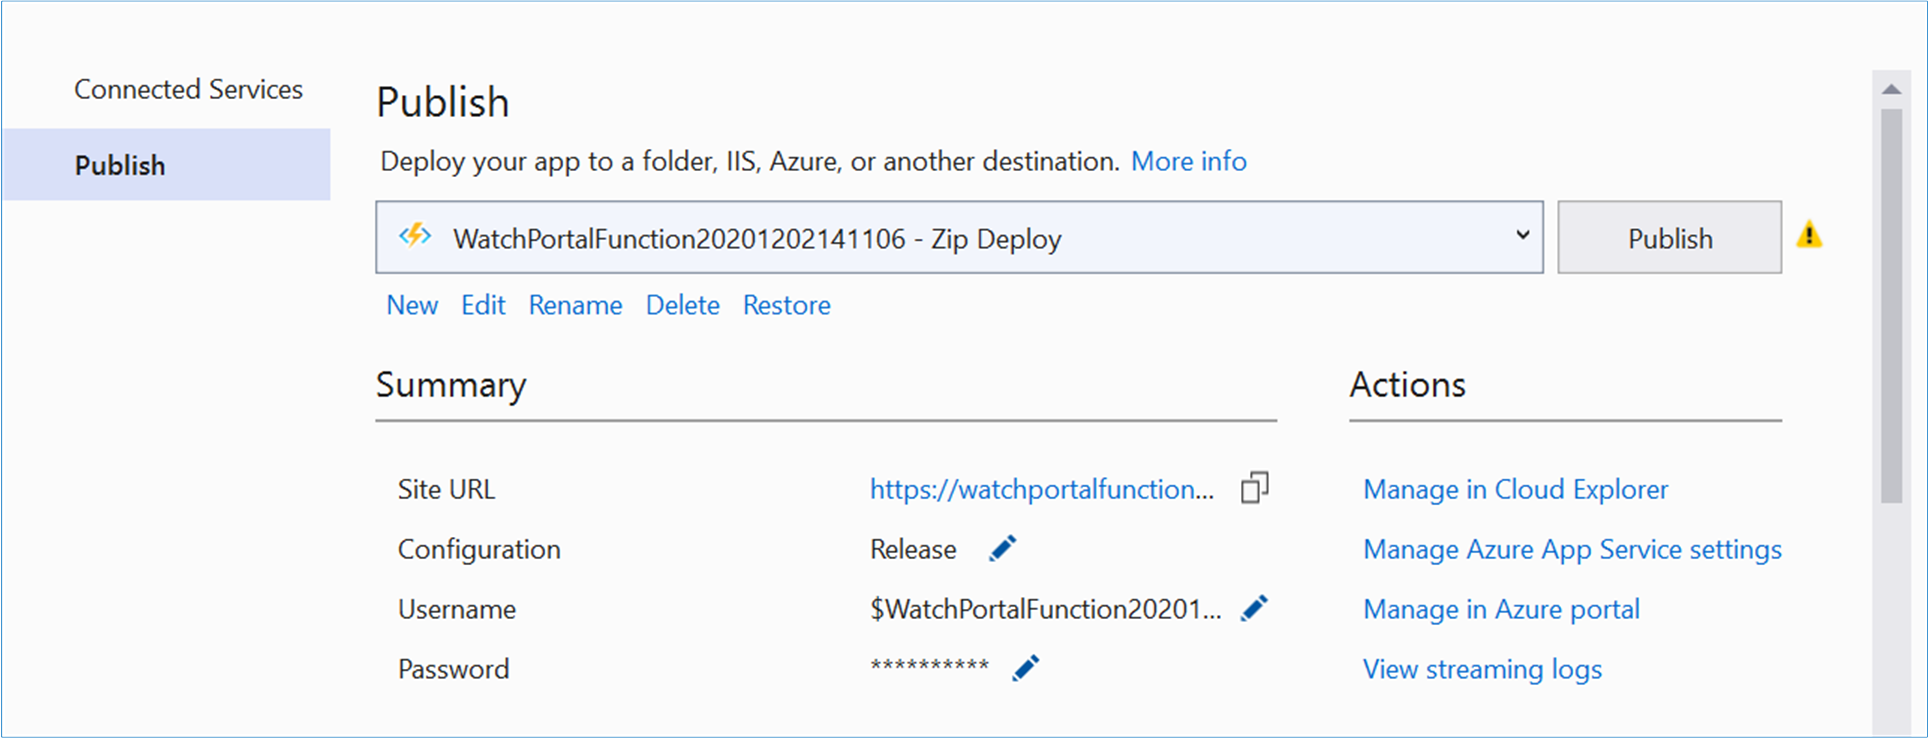 Connected Services
Publish
Publish
Deploy your app to a folder, IIS, Azure, or another destination. More info
WatchPortalFunction20201202141106 - Zip Deploy
Publish
New Edit Rename Delete Restore
Summary
Actions
Site URL https://watchportalfunction... Manage in Cloud Explorer
Configuration Release Manage Azure App Service settings
Username $WatchPortalFunction20201... Manage in Azure portal
Password ********** View streaming logs